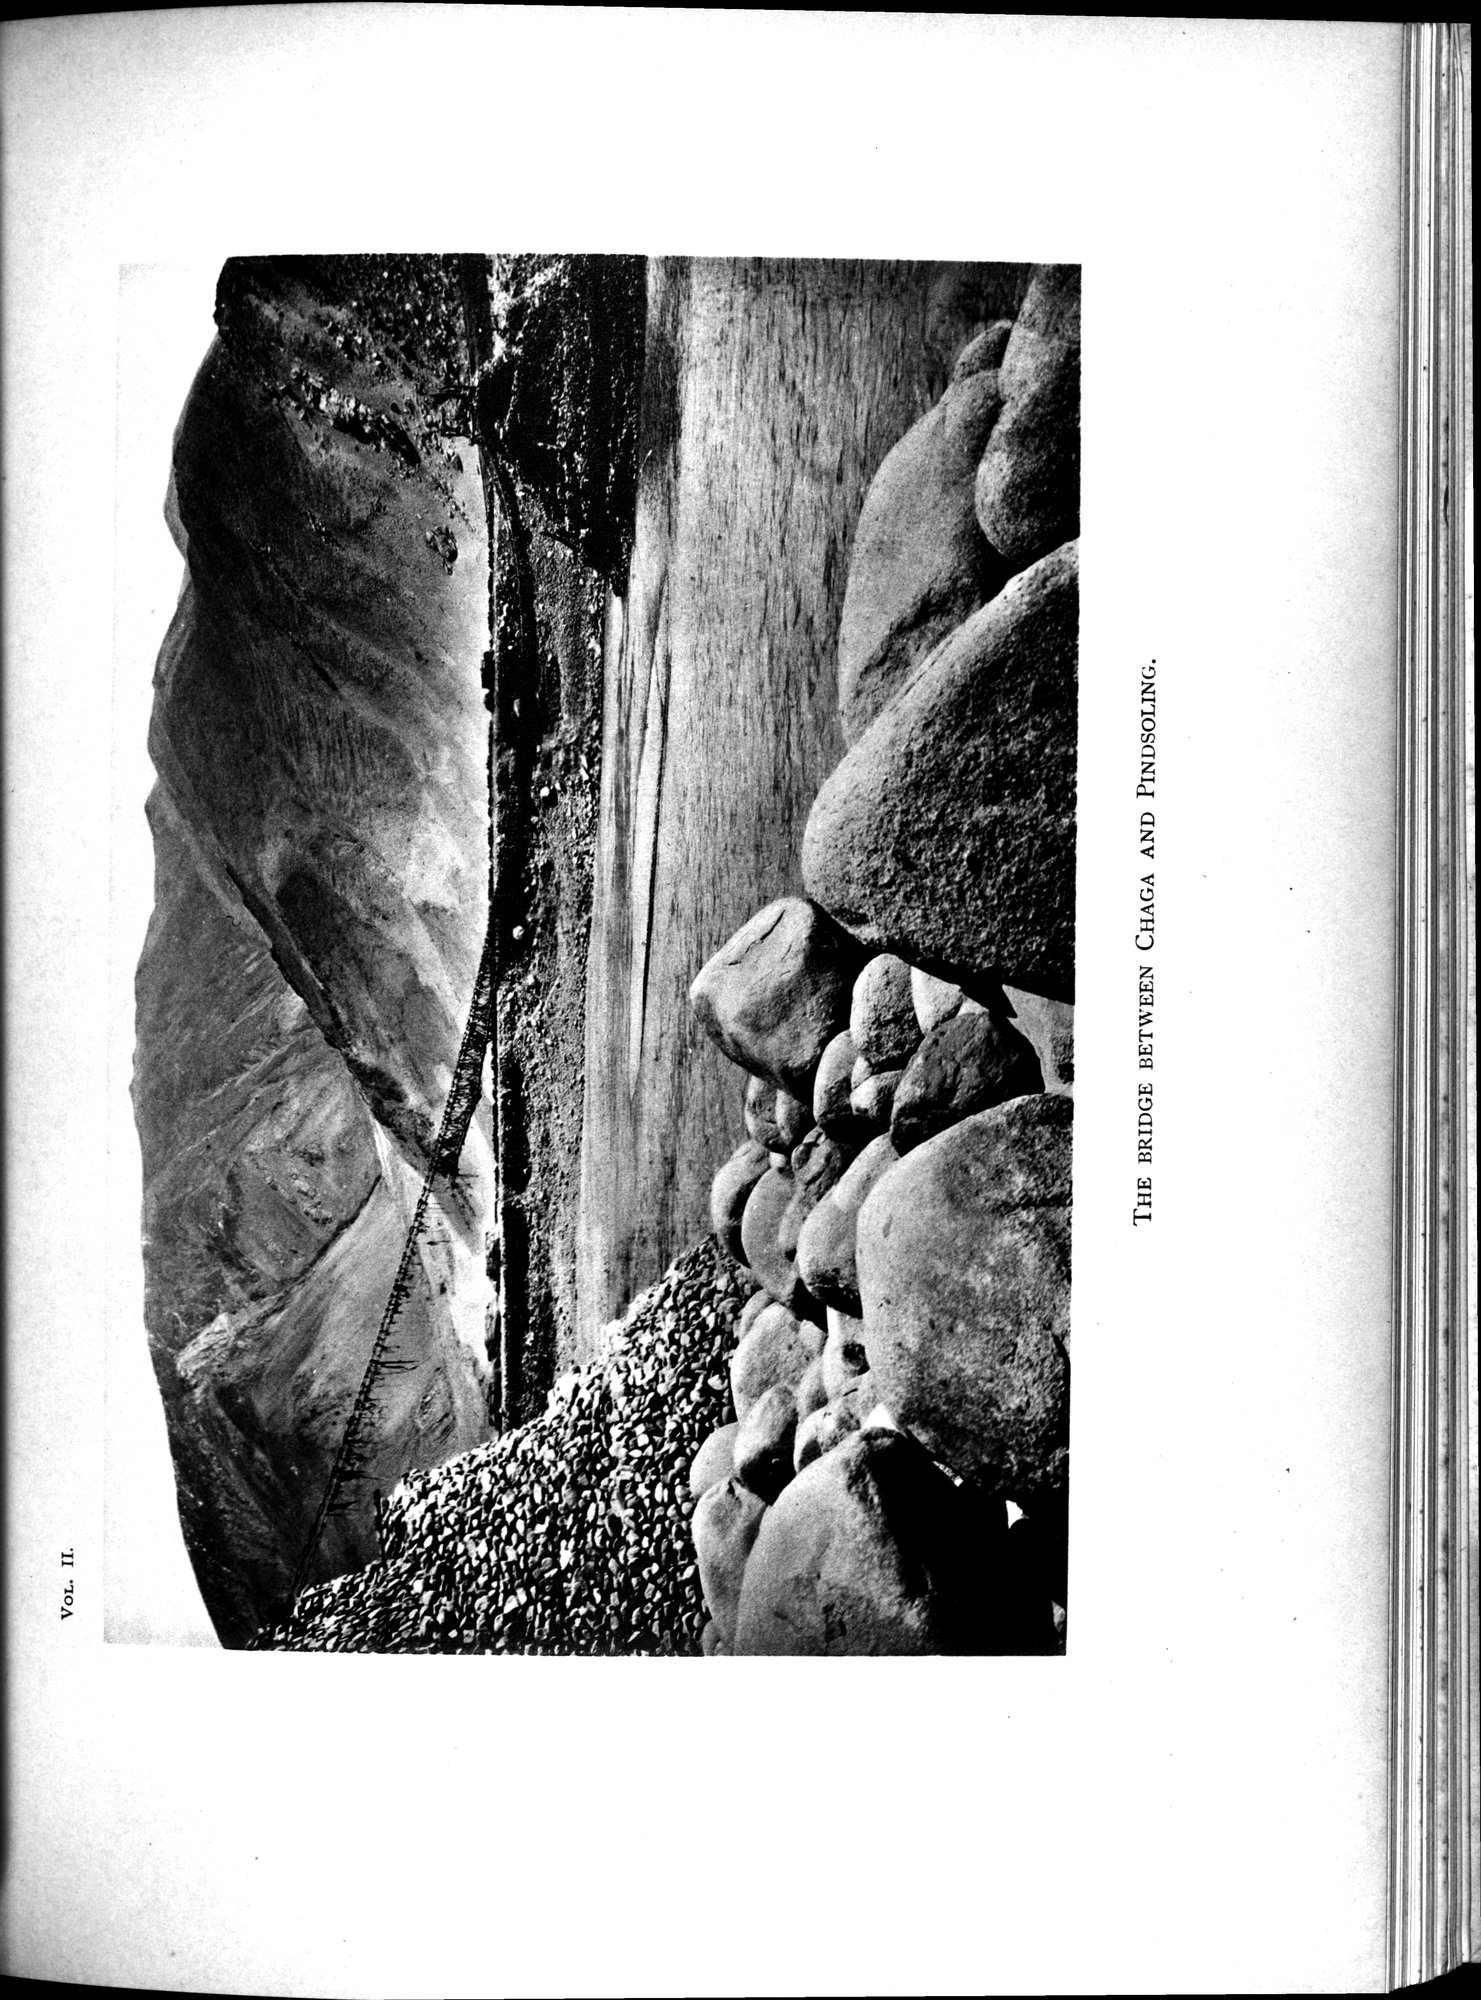 Vol. II.
The bridge between Chaga and Pindsoling.